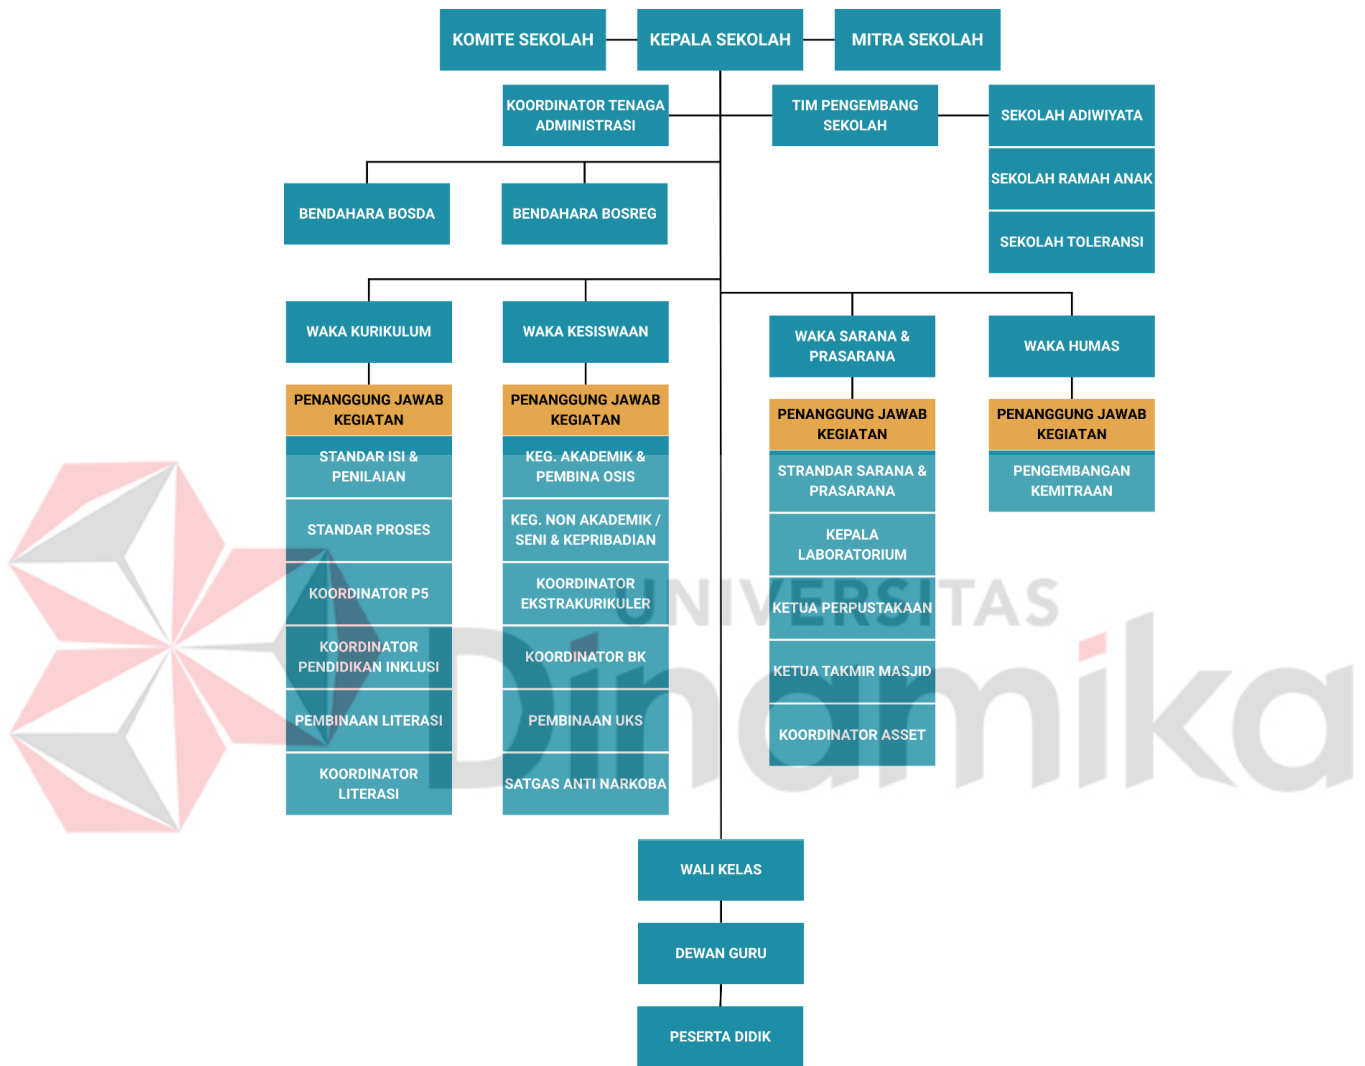 KOMITE SEKOLAH
KEPALA SEKOLAH
MITRA SEKOLAH
KOORDINATOR TENAGA
ADMINISTRASI
TIM PENGEMBANG
SEKOLAH
SEKOLAH ADIWIYATA
SEKOLAH RAMAH ANAK
SEKOLAH TOLERANSI
BENDAHARA BOSDA
BENDAHARA BOSREG
WAKA KURIKULUM
PENANGGUNG JAWAB
KEGIATAN
STANDAR ISI &
PENILAIAN
STANDAR PROSES
KOORDINATOR P5
KOORDINATOR
PENDIDIKAN INKLUSI
PEMBINAAN LITERASI
KOORDINATOR
LITERASI
WAKA KESISWAAN
PENANGGUNG JAWAB
KEGIATAN
KEG. AKADEMIK &
PEMBINA OSIS
KEG. NON AKADEMIK /
SENI & KEPRIBADIAN
KOORDINATOR
EKSTRAKURIKULER
KOORDINATOR BK
PEMBINAAN UKS
SATGAS ANTI NARKOBA
WAKA SARANA &
PRASARANA
PENANGGUNG JAWAB
KEGIATAN
STRANDAR SARANA &
PRASARANA
KEPALA
LABORATORIUM
KETUA PERPUSTAKAAN
KETUA TAKMIR MASJID
KOORDINATOR ASSET
WAKA HUMAS
PENANGGUNG JAWAB
KEGIATAN
PENGEMBANGAN
KEMITRAAN
UNIVERSITAS
Dinamika
WALI KELAS
DEWAN GURU
PESERTA DIDIK